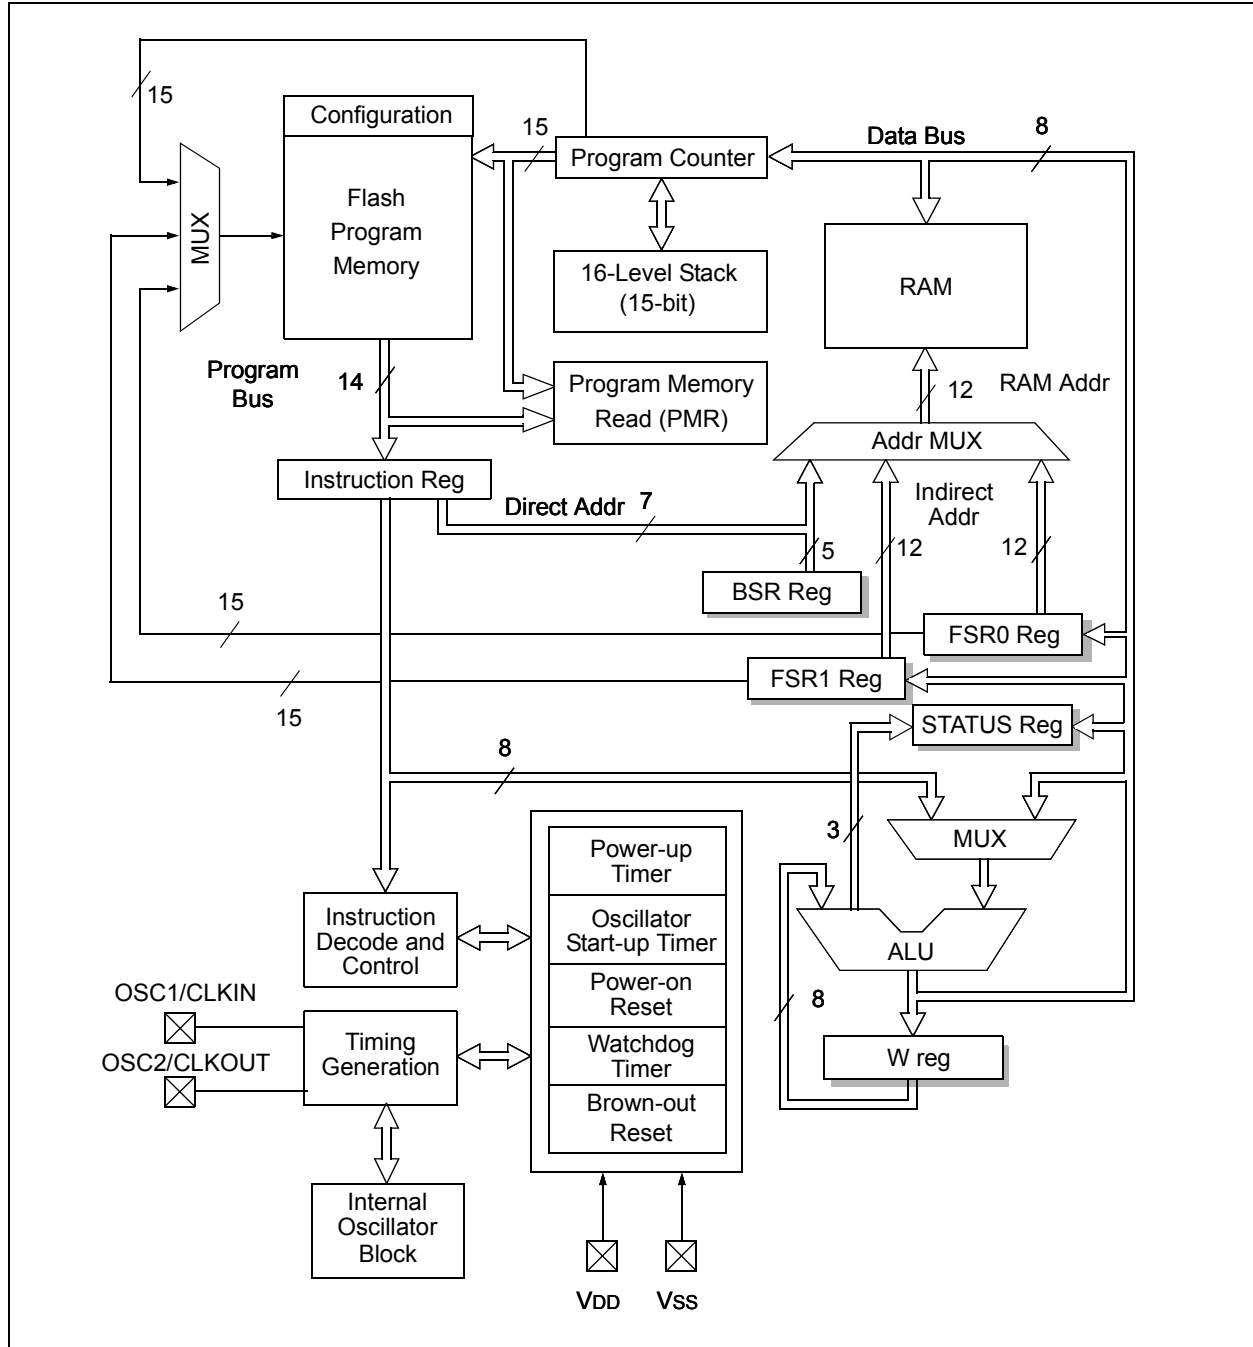 15
Configuration
Flash
Program
Memory
MUX
15
Program Counter
Data Bus
8
16-Level Stack
(15-bit)
RAM
Program
Bus
14
Program Memory
Read (PMR)
RAM Addr
12
Addr MUX
Instruction Reg
Direct Addr
7
Indirect
Addr
5
12
12
BSR Reg
15
FSR0 Reg
FSR1 Reg
15
STATUS Reg
8
3
MUX
Power-up
Timer
Oscillator
Start-up Timer
Power-on
Reset
Watchdog
Timer
Brown-out
Reset
Instruction
Decode and
Control
ALU
OSC1/CLKIN
8
Timing
Generation
OSC2/CLKOUT
W reg
Internal
Oscillator
Block
VDD
VSS